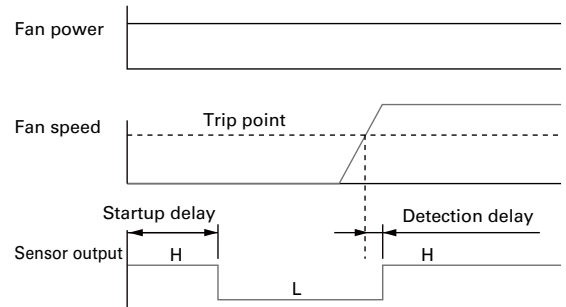 Fan power
Fan speed
Trip point
Startup delay
Detection delay
Sensor output
H
L
H